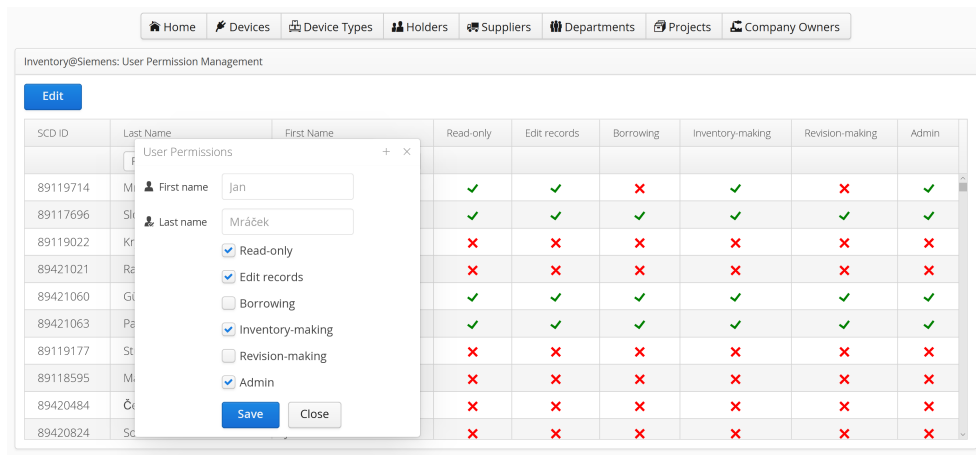 Home Devices Device Types Holders Suppliers Departments Projects Company Owners
Inventory@Siemens: User Permission Management
Edit
SCD ID Last Name First Name Read-only Edit records Borrowing Inventory-making Revision-making Admin
User Permissions
First name Jan
Last name Mráček
Read-only
Edit records
Borrowing
Inventory-making
Revision-making
Admin
Save Close
89119714
89117696
89119022
89421021
89421060
89421063
89119177
89118595
89420484
89420824